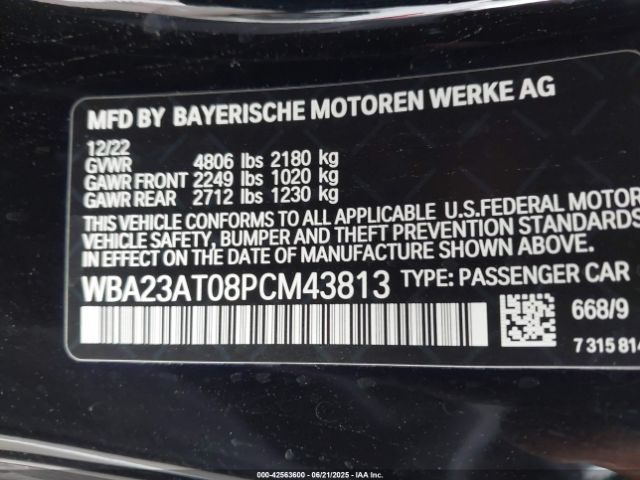 MFD BY BAYERISCHE MOTOREN WERKE AG
12/22
GVWR 4806 lbs 2180 kg
GAWR FRONT 2249 lbs 1020 kg
GAWR REAR 2712 lbs 1230 kg
THIS VEHICLE CONFORMS TO ALL APPLICABLE U.S.FEDERAL MOTOR
VEHICLE SAFETY, BUMPER, AND THEFT PREVENTION STANDARDS
IN EFFECT ON THE DATE OF MANUFACTURE SHOWN ABOVE.
WBA23AT08PCM43813 TYPE: PASSENGER CAR
668/9
7 315 814
000-42563600 - 06/21/2025 - IAAI.COM